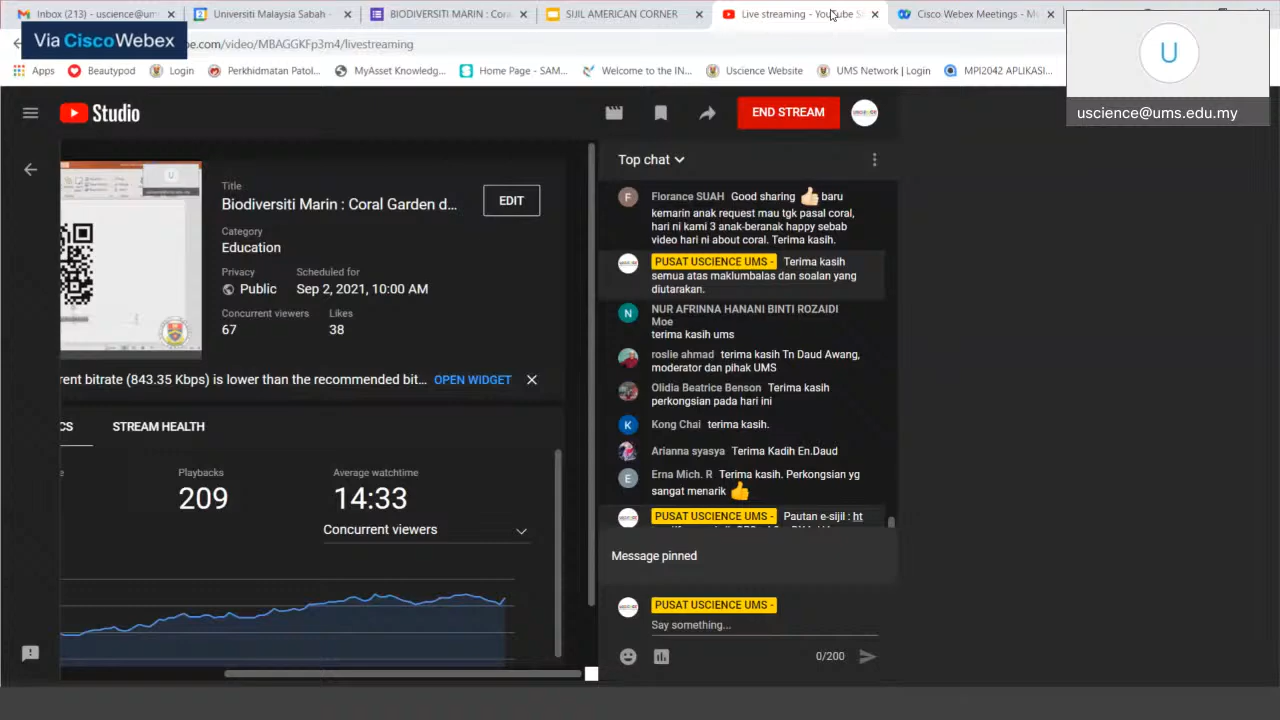 Inbox (213) - uscience@um
Universiti Malaysia Sabah -
BIODIVERSITI MARIN : Co
SIJIL AMERICAN CORNER
Live streaming - YouTube S
Cisco Webex Meetings - M
Via Cisco Webex
be.com/video/MBAGGKFp3m4/livestreaming
Apps
Beautypod
Login
Perkhidmatan Patol...
MyAsset Knowledg...
Home Page - SAM...
Welcome to the IN...
Uscience Website
UMS Network | Login
MPI2042 APLIKASI...
U
uscience@ums.edu.my
Studio
END STREAM
Title
Biodiversiti Marin : Coral Garden d...
EDIT
Category
Education
Privacy
Public
Scheduled for
Sep 2, 2021, 10:00 AM
Concurrent viewers
67
Likes
38
rent bitrate (843.35 Kbps) is lower than the recommended bit...
OPEN WIDGET
CS
STREAM HEALTH
Playbacks
209
Average watchtime
14:33
Concurrent viewers
Top chat
F
Florance SUAH Good sharing 👍 baru
kemarin anak request mau tgk pasal coral,
hari ni kami 3 anak-beranak happy sebab
video hari ni about coral. Terima kasih.
PUSAT USCIENCE UMS - Terima kasih
semua atas maklumbalas dan soalan yang
diutarakan.
N
NUR AFRINNA HANANI BINTI ROZAIDI
Moe
terima kasih ums
roslie ahmad terima kasih Tn Daud Awang,
moderator dan pihak UMS
Olidia Beatrice Benson Terima kasih
perkongsian pada hari ini
K
Kong Chai terima kasih.
Arianna syasya Terima Kadih En.Daud
E
Erna Mich. R Terima kasih. Perkongsian yg
sangat menarik 👍
PUSAT USCIENCE UMS - Pautan e-sijil : ht
Message pinned
PUSAT USCIENCE UMS -
Say something...
0/200